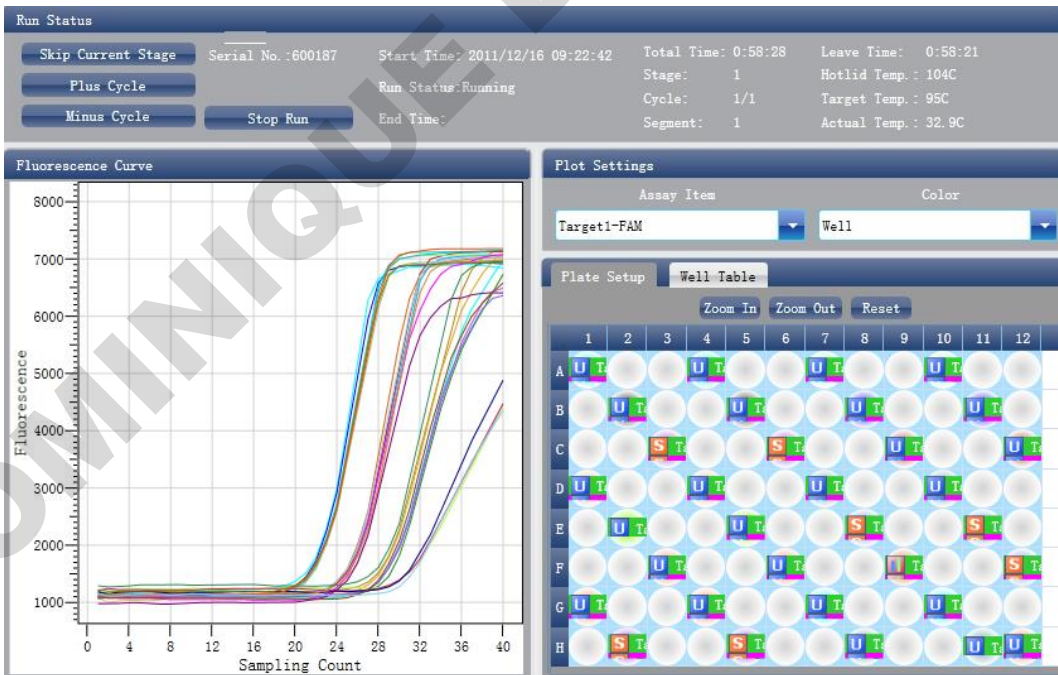 Run Status
Skip Current Stage
Serial No.:600187
Start Time: 2011/12/16 09:22:42
Total Time: 0:58:28
Leave Time: 0:58:21
Plus Cycle
Run Status:Running
Stage: 1
Hotlid Temp.: 104C
Cycle: 1/1
Target Temp.: 95C
Minus Cycle
Stop Run
End Time:
Segment: 1
Actual Temp.: 32.9C
Fluorescence Curve
Plot Settings
Assay Item
Color
Target1-FAM
Well
Plate Setup
Well Table
Zoom In
Zoom Out
Reset
Fluorescence
8000
7000
6000
5000
4000
3000
2000
1000
0 4 8 12 16 20 24 28 32 36 40
Sampling Count
1 2 3 4 5 6 7 8 9 10 11 12
A U U U U
B U U U U
C S S U U
D U U U U
E U U S S
F U U S
G U U U U
H S S U U U
OMINIQUE